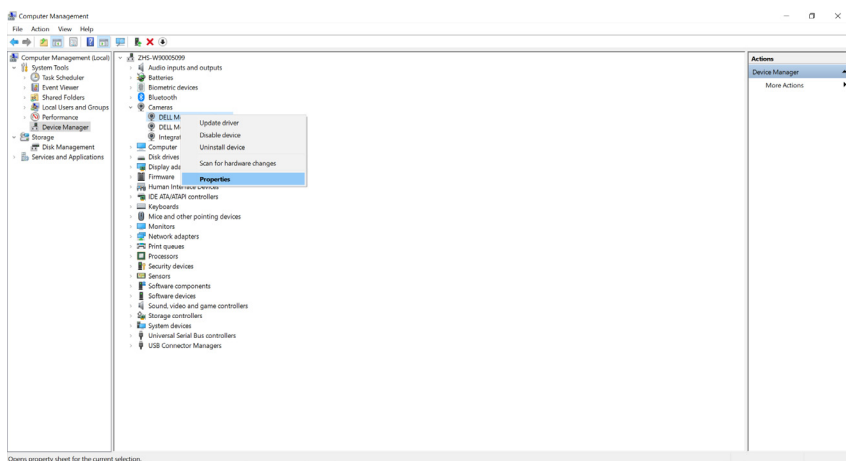 Computer Management
File Action View Help
Computer Management (Local)
System Tools
Task Scheduler
Event Viewer
Shared Folders
Local Users and Groups
Performance
Device Manager
Storage
Disk Management
Services and Applications
ZHS-W90005099
Audio inputs and outputs
Batteries
Biometric devices
Bluetooth
Cameras
DELL M
DELL M
Integrat
Computer
Disk drives
Display ada
Firmware
Human Interface Devices
IDE ATA/ATAPI controllers
Keyboards
Mice and other pointing devices
Monitors
Network adapters
Print queues
Processors
Security devices
Sensors
Software components
Software devices
Sound, video and game controllers
Storage controllers
System devices
Universal Serial Bus controllers
USB Connector Managers
Update driver
Disable device
Uninstall device
Scan for hardware changes
Properties
Actions
Device Manager
More Actions
Opens property sheet for the current selection.